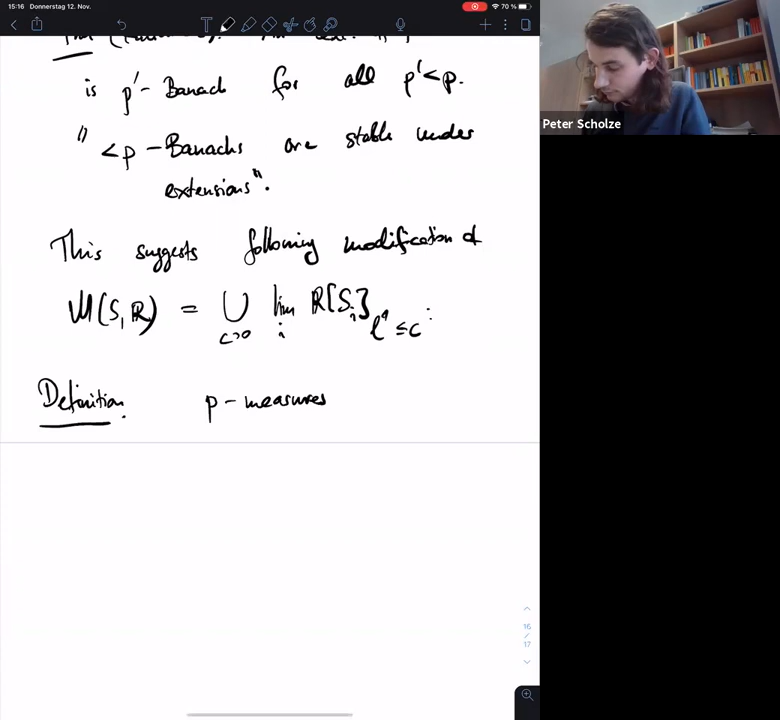 15:16 Donnerstag 12. Nov.
70 %
is p'- Banach for all p'<p.
" <p -Banachs are stable under
extensions".
This suggests following modification of
M(S,R) = ∪ c>0 lim i R[S_i] ℓ¹ ≤ c :
Definition. p-measures
Peter Scholze
16
/
17